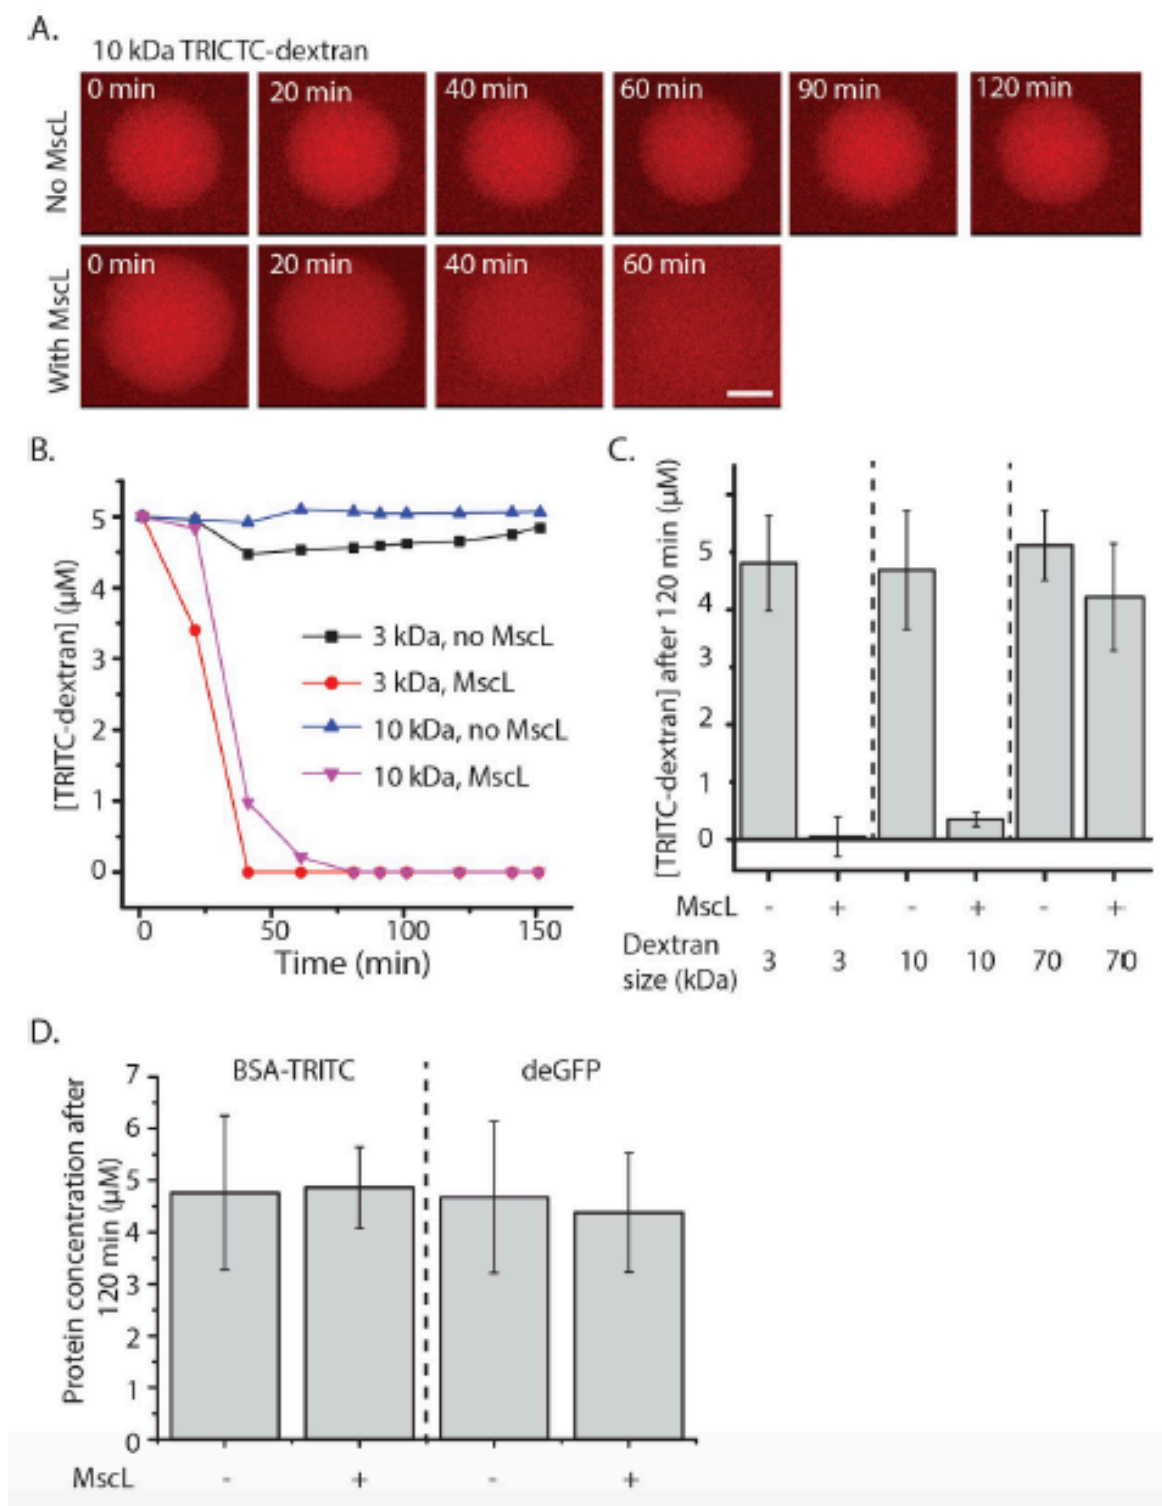 A.
10 kDa TRICTC-dextran
No MscL
0 min
20 min
40 min
60 min
90 min
120 min
With MscL
0 min
20 min
40 min
60 min
B.
[TRITC-dextran] (μM)
5
4
3
2
1
0
3 kDa, no MscL
3 kDa, MscL
10 kDa, no MscL
10 kDa, MscL
0 50 100 150
Time (min)
C.
[TRITC-dextran] after 120 min (μM)
5
4
3
2
1
0
MscL - + - + - +
Dextran
size (kDa) 3 3 10 10 70 70
D.
Protein concentration after
120 min (μM)
7
6
5
4
3
2
1
0
BSA-TRITC
deGFP
MscL - + - +